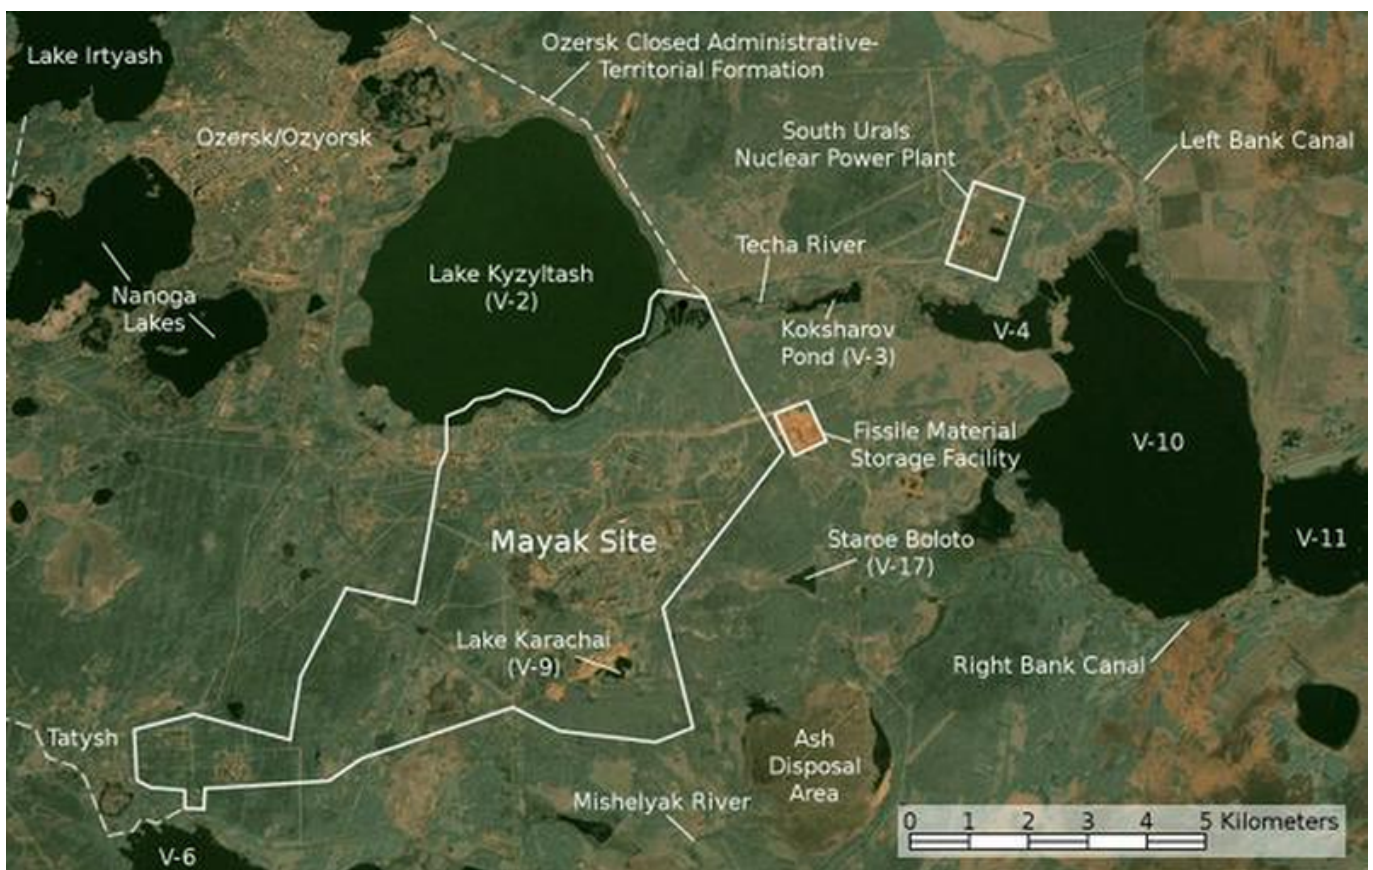 Lake Irtyash
Ozersk Closed Administrative-
Territorial Formation
Ozersk/Ozyorsk
South Urals
Nuclear Power Plant
Left Bank Canal
Techa River
Lake Kyzyltash
(V-2)
Nanoga
Lakes
Koksharov
Pond (V-3)
V-4
Fissile Material
Storage Facility
V-10
Mayak Site
Staroe Boloto
(V-17)
V-11
Lake Karachai
(V-9)
Right Bank Canal
Tatysh
Ash
Disposal
Area
Mishelyak River
V-6
0 1 2 3 4 5 Kilometers